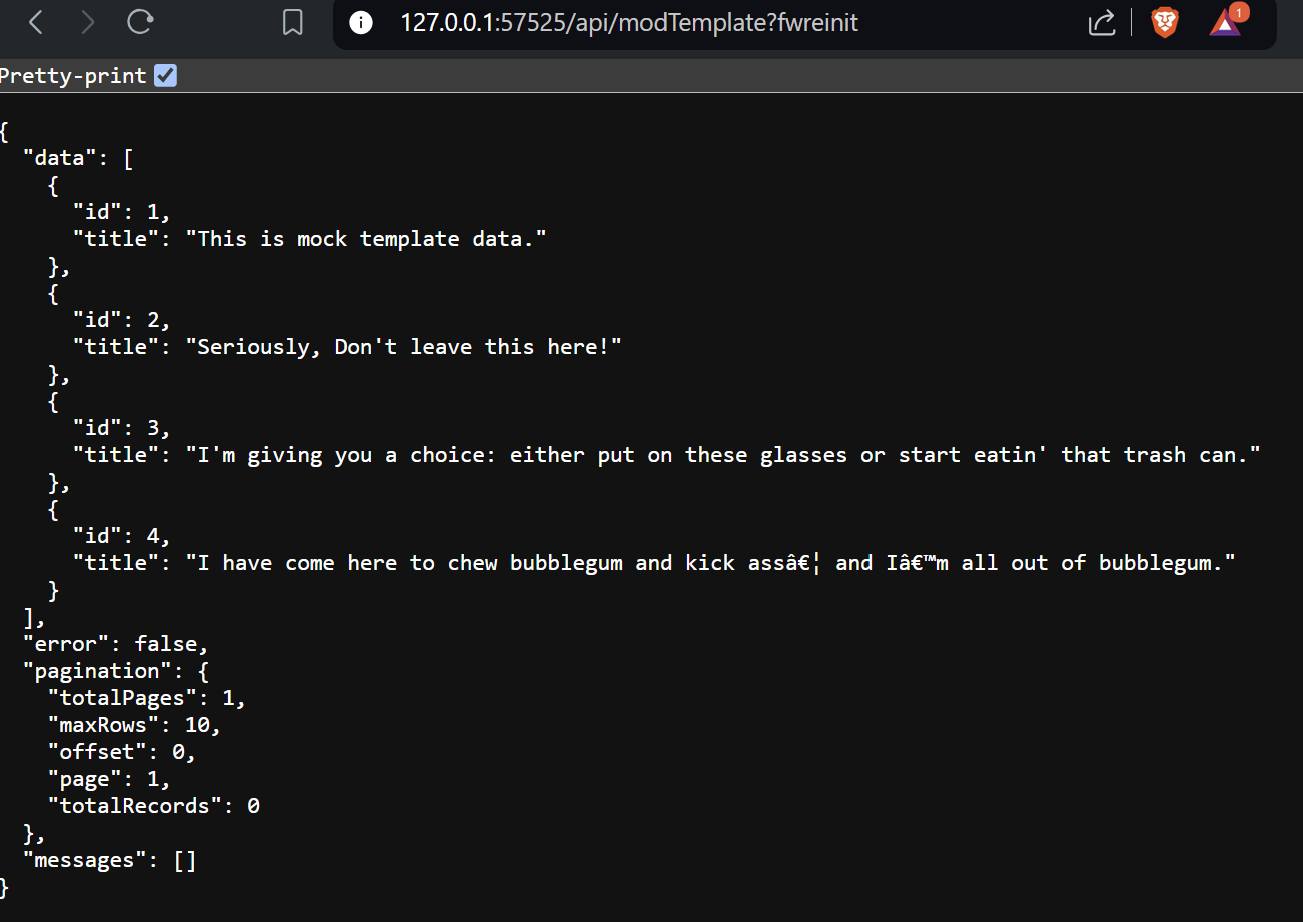 127.0.0.1:57525/api/modTemplate?fwreinit
1
Pretty-print
{
"data": [
{
"id": 1,
"title": "This is mock template data."
},
{
"id": 2,
"title": "Seriously, Don't leave this here!"
},
{
"id": 3,
"title": "I'm giving you a choice: either put on these glasses or start eatin' that trash can."
},
{
"id": 4,
"title": "I have come here to chew bubblegum and kick assâ€¦ and Iâ€™m all out of bubblegum."
}
],
"error": false,
"pagination": {
"totalPages": 1,
"maxRows": 10,
"offset": 0,
"page": 1,
"totalRecords": 0
},
"messages": []
}